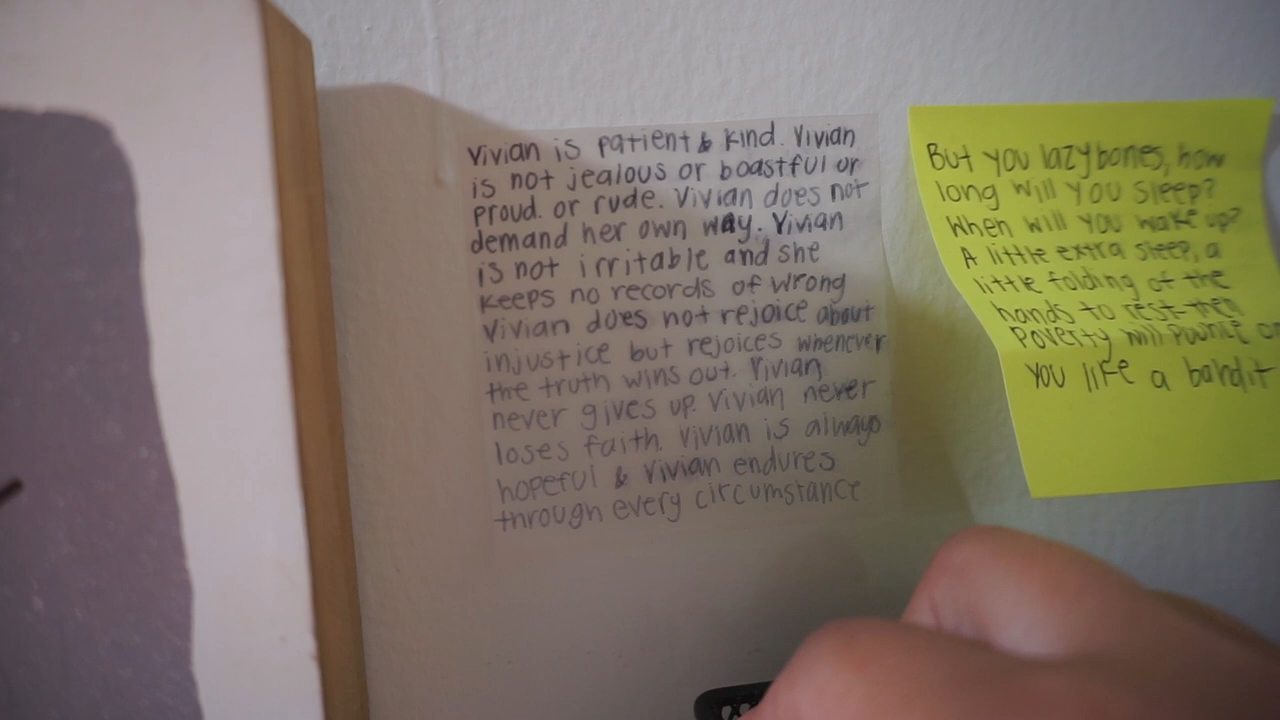 Vivian is patient & kind. Vivian
is not jealous or boastful or
proud. or rude. Vivian does not
demand her own way. Vivian
is not irritable and she
keeps no records of wrong
Vivian does not rejoice about
injustice but rejoices whenever
the truth wins out. Vivian
never gives up. Vivian never
loses faith. Vivian is always
hopeful & Vivian endures
through every circumstance
But you lazybones, how
long will you sleep?
When will you wake up?
A little extra sleep, a
little folding of the
hands to rest-then
poverty will pounce on
you like a bandit